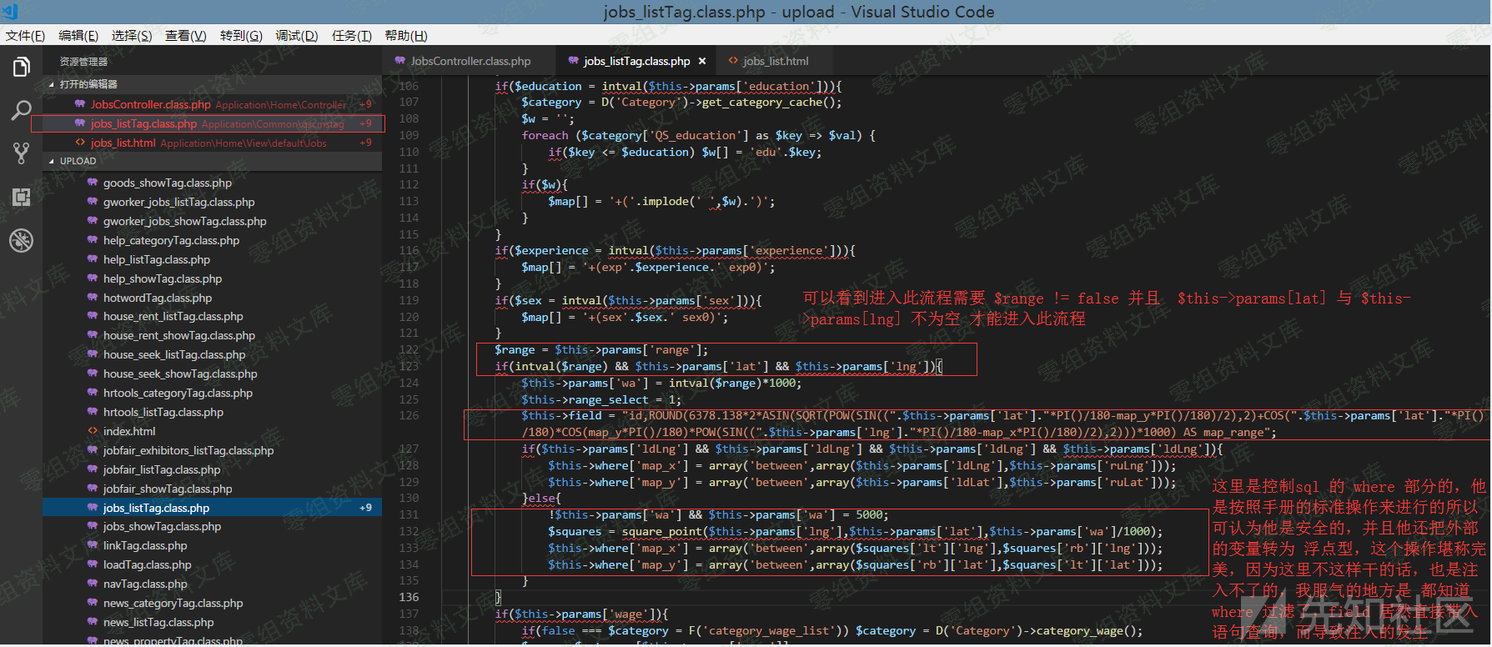 jobs_listTag.class.php - upload - Visual Studio Code
文件(F) 编辑(E) 选择(S) 查看(V) 转到(G) 调试(D) 任务(T) 帮助(H)
资源管理器
打开的编辑器
JobsController.class.php Application\Home\Controller +9
jobs_listTag.class.php Application\Common\qscmstag +9
jobs_list.html Application\Home\View\default\Jobs +9
UPLOAD
goods_showTag.class.php
gworker_jobs_listTag.class.php
gworker_jobs_showTag.class.php
help_categoryTag.class.php
help_listTag.class.php
help_showTag.class.php
hotwordTag.class.php
house_rent_listTag.class.php
house_rent_showTag.class.php
house_seek_listTag.class.php
house_seek_showTag.class.php
hrtools_categoryTag.class.php
hrtools_listTag.class.php
index.html
jobfair_exhibitors_listTag.class.php
jobfair_listTag.class.php
jobfair_showTag.class.php
jobs_listTag.class.php +9
jobs_showTag.class.php
linkTag.class.php
loadTag.class.php
navTag.class.php
news_categoryTag.class.php
news_listTag.class.php
news_showTag.class.php
news_propertyTag.class.php
JobsController.class.php jobs_listTag.class.php × jobs_list.html
106 if($education = intval($this->params['education'])){
107 $category = D('Category')->get_category_cache();
108 $w = '';
109 foreach ($category['QS_education'] as $key => $val) {
110 if($key <= $education) $w[] = 'edu'.$key;
111 }
112 if($w){
113 $map[] = '+('.implode(' ',$w).')';
114 }
115 }
116 if($experience = intval($this->params['experience'])){
117 $map[] = '+(exp'.$experience.' exp0)';
118 }
119 if($sex = intval($this->params['sex'])){
120 $map[] = '+(sex'.$sex.' sex0)';
121 }
122 $range = $this->params['range'];
123 if(intval($range) && $this->params['lat'] && $this->params['lng']){
124 $this->params['wa'] = intval($range)*1000;
125 $this->range_select = 1;
126 $this->field = "id,ROUND(6378.138*2*ASIN(SQRT(POW(SIN((".$this->params['lat']."*PI()/180-map_y*PI()/180)/2),2)+COS(".$this->params['lat']."*PI()
/180)*COS(map_y*PI()/180)*POW(SIN((".$this->params['lng']."*PI()/180-map_x*PI()/180)/2),2)))*1000) AS map_range";
127 if($this->params['ldLng'] && $this->params['ldLng'] && $this->params['ldLng'] && $this->params['ldLng']){
128 $this->where['map_x'] = array('between',array($this->params['ldLng'],$this->params['ruLng']));
129 $this->where['map_y'] = array('between',array($this->params['ldLat'],$this->params['ruLat']));
130 }else{
131 !$this->params['wa'] && $this->params['wa'] = 5000;
132 $squares = square_point($this->params['lng'],$this->params['lat'],$this->params['wa']/1000);
133 $this->where['map_x'] = array('between',array($squares['lt']['lng'],$squares['rb']['lng']));
134 $this->where['map_y'] = array('between',array($squares['rb']['lat'],$squares['lt']['lat']));
135 }
136 }
137 if($this->params['wage']){
138 if(false === $category = F('category_wage_list')) $category = D('Category')->category_wage();
可以看到进入此流程需要 $range != false 并且 $this->params[lat] 与 $this-
>params[lng] 不为空 才能进入此流程
这里是控制sql 的 where 部分的，他
是按照手册的标准操作来进行的所以
可认为他是安全的，并且他还把外部
的变量转为 浮点型，这个操作堪称完
美，因为这里不这样干的话，也是注
入不了的，我服气的地方是 都知道
where 过滤了，field 居然直接带入
语句查询，而导致注入的发生
先知社区
零组资料文库